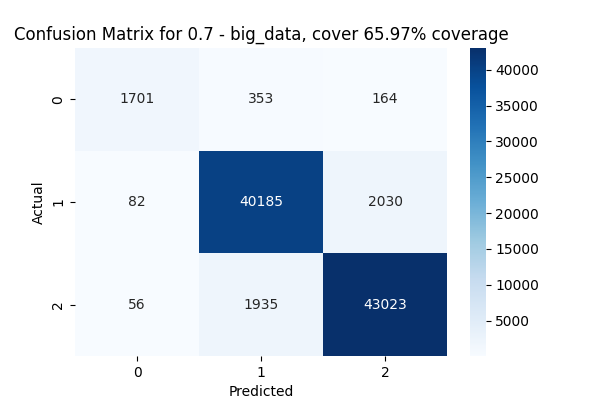 Confusion Matrix for 0.7 - big_data, cover 65.97% coverage
0 1701 353 164
1 82 40185 2030
2 56 1935 43023
Actual
0 1 2
Predicted
40000
35000
30000
25000
20000
15000
10000
5000